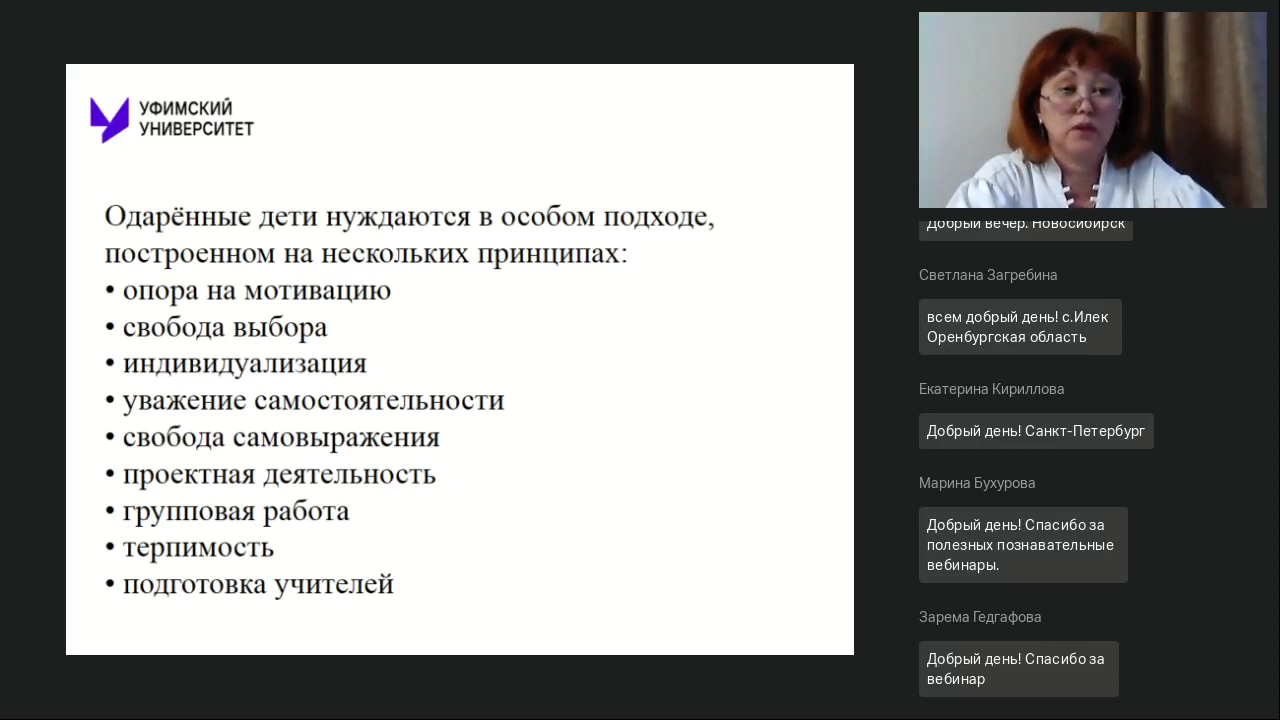 УФИМСКИЙ
УНИВЕРСИТЕТ
Одарённые дети нуждаются в особом подходе,
построенном на нескольких принципах:
• опора на мотивацию
• свобода выбора
• индивидуализация
• уважение самостоятельности
• свобода самовыражения
• проектная деятельность
• групповая работа
• терпимость
• подготовка учителей
Добрый вечер. Новосибирск
Светлана Загребина
всем добрый день! с.Илек
Оренбургская область
Екатерина Кириллова
Добрый день! Санкт-Петербург
Марина Бухурова
Добрый день! Спасибо за
полезных познавательные
вебинары.
Зарема Гедгафова
Добрый день! Спасибо за
вебинар